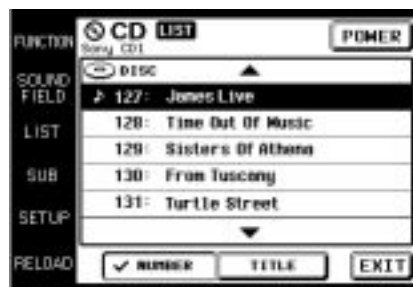 FUNCTION
SOUND
FIELD
LIST
SUB
SETUP
RELOAD
CD LIST
Sony CD1
POWER
DISC
127: James Live
128: Time Out Of Music
129: Sisters Of Athena
130: From Tuscany
131: Turtle Street
✓ NUMBER
TITLE
EXIT